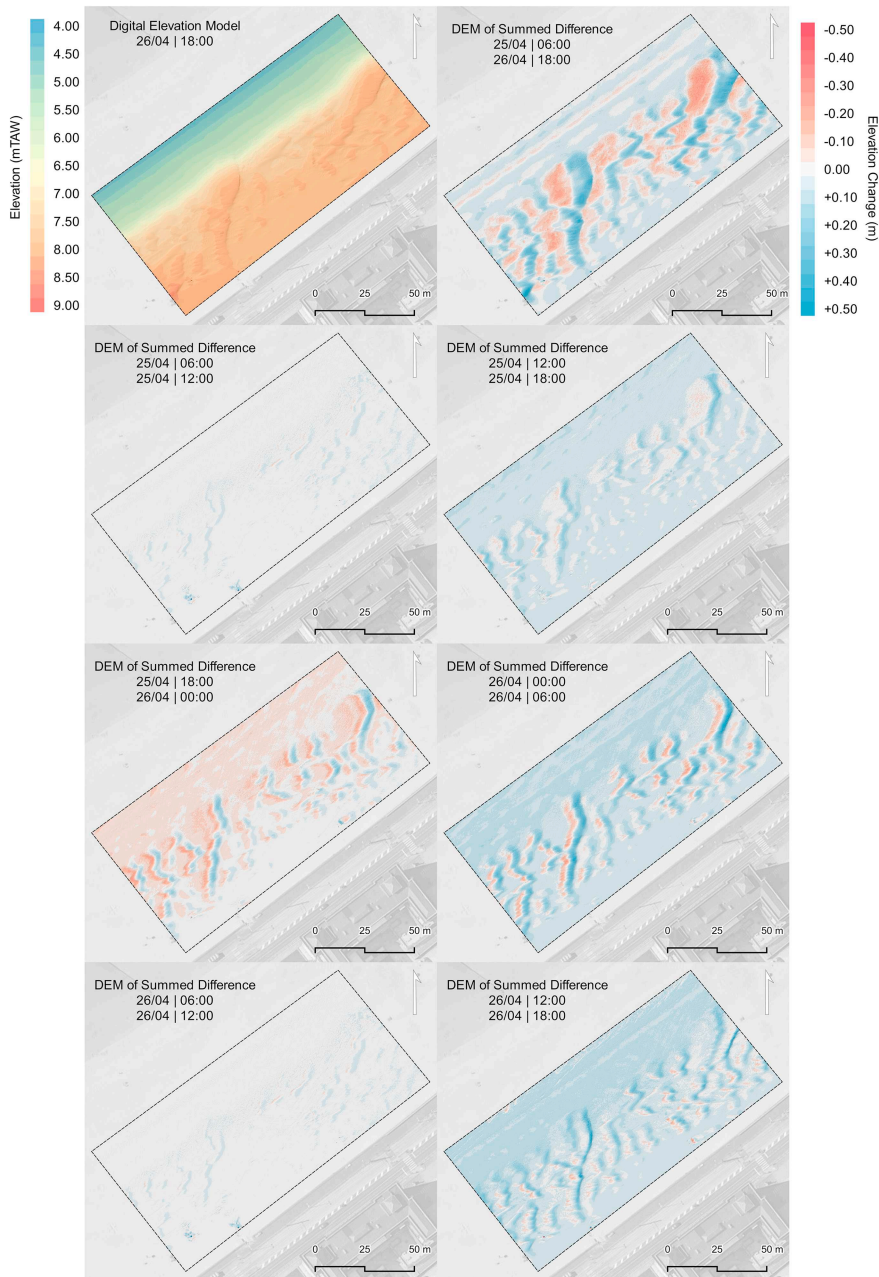 Digital Elevation Model
26/04 | 18:00
DEM of Summed Difference
25/04 | 06:00
26/04 | 18:00
4.00
5.00
5.50
6.00
6.50
7.00
7.50
8.00
8.50
9.00
Elevation (mTAW)
-0.50
-0.40
-0.30
-0.20
-0.10
0.00
+0.10
+0.20
+0.30
+0.40
+0.50
Elevation Change (m)
0 25 50 m
0 25 50 m
DEM of Summed Difference
25/04 | 06:00
25/04 | 12:00
0 25 50 m
DEM of Summed Difference
25/04 | 12:00
25/04 | 18:00
0 25 50 m
DEM of Summed Difference
25/04 | 18:00
26/04 | 00:00
0 25 50 m
DEM of Summed Difference
26/04 | 00:00
26/04 | 06:00
0 25 50 m
DEM of Summed Difference
26/04 | 06:00
26/04 | 12:00
0 25 50 m
DEM of Summed Difference
26/04 | 12:00
26/04 | 18:00
0 25 50 m